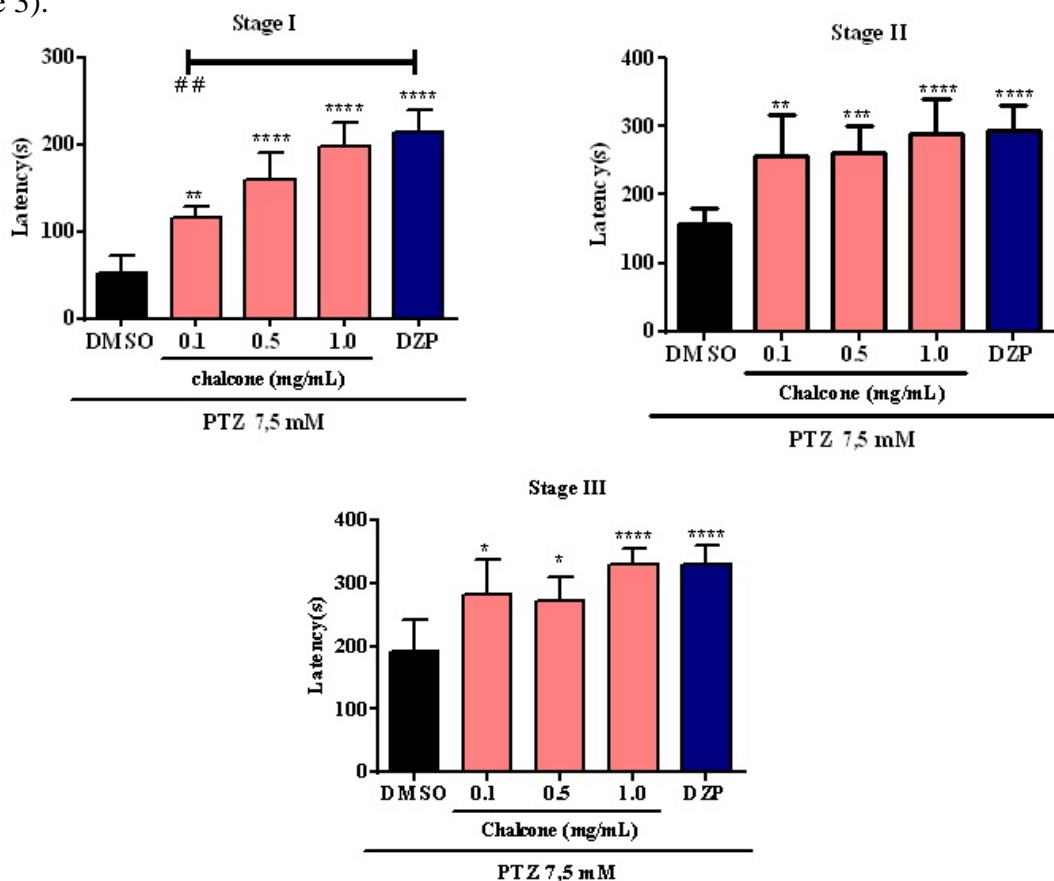 e 3).
Stage I
300
200
100
0
Latency(s)
##
**
****
****
****
DMSO 0.1 0.5 1.0 DZP
chalcone (mg/mL)
PTZ 7,5 mM
Stage II
400
300
200
100
0
Latency(s)
**
***
****
****
DMSO 0.1 0.5 1.0 DZP
Chalcone (mg/mL)
PTZ 7,5 mM
Stage III
400
300
200
100
0
Latency(s)
*
*
****
****
DMSO 0.1 0.5 1.0 DZP
Chalcone (mg/mL)
PTZ 7,5 mM